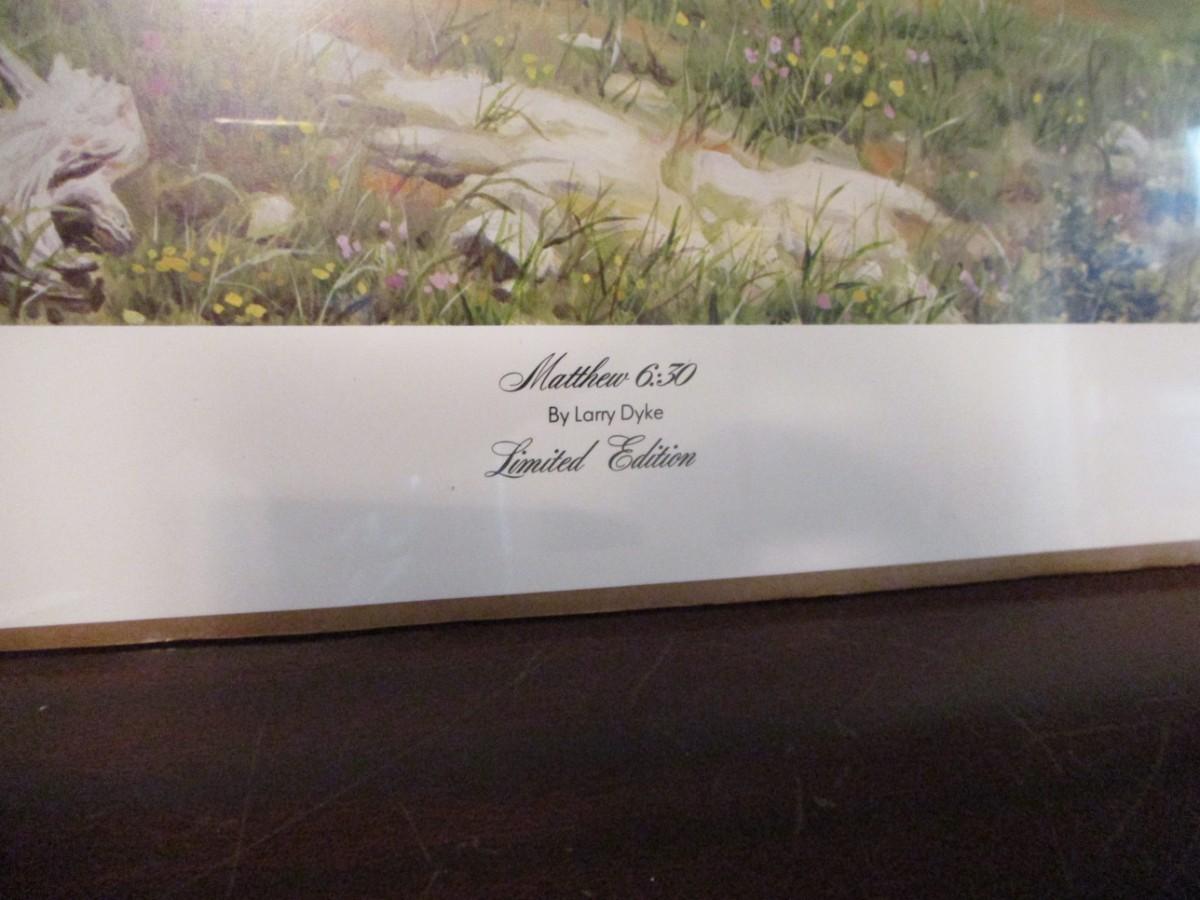 Matthew 6:30
By Larry Dyke
Limited Edition